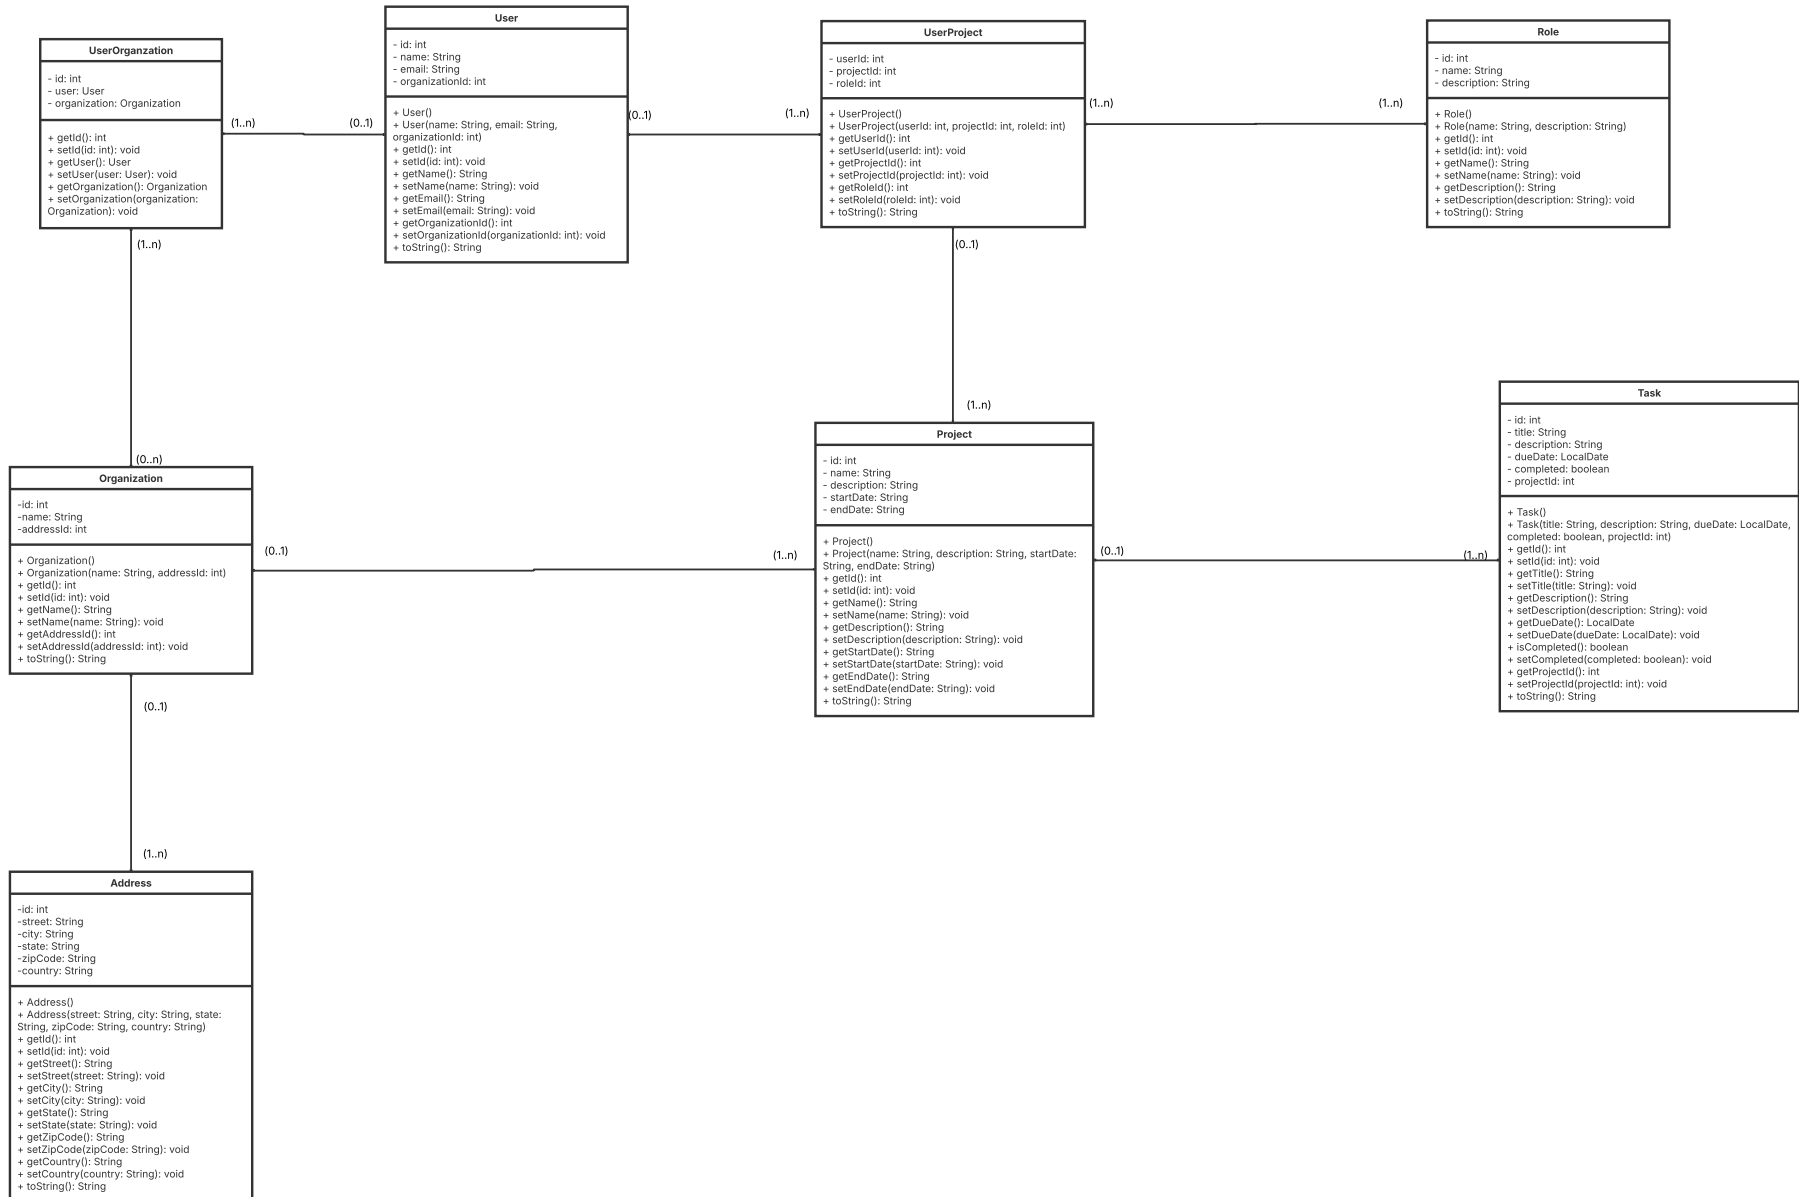 UserOrganzation
- id: int
- user: User
- organization: Organization
+ getId(): int
+ setId(id: int): void
+ getUser(): User
+ setUser(user: User): void
+ getOrganization(): Organization
+ setOrganization(organization:
Organization): void
(1..n)
(0..1)
User
- id: int
- name: String
- email: String
- organizationId: int
+ User()
+ User(name: String, email: String,
organizationId: int)
+ getId(): int
+ setId(id: int): void
+ getName(): String
+ setName(name: String): void
+ getEmail(): String
+ setEmail(email: String): void
+ getOrganizationId(): int
+ setOrganizationId(organizationId: int): void
+ toString(): String
(0..1)
(1..n)
UserProject
- userId: int
- projectId: int
- roleId: int
+ UserProject()
+ UserProject(userId: int, projectId: int, roleId: int)
+ getUserId(): int
+ setUserId(userId: int): void
+ getProjectId(): int
+ setProjectId(projectId: int): void
+ getRoleId(): int
+ setRoleId(roleId: int): void
+ toString(): String
(1..n)
(1..n)
Role
- id: int
- name: String
- description: String
+ Role()
+ Role(name: String, description: String)
+ getId(): int
+ setId(id: int): void
+ getName(): String
+ setName(name: String): void
+ getDescription(): String
+ setDescription(description: String): void
+ toString(): String
(1..n)
(0..n)
(0..1)
(1..n)
Organization
-id: int
-name: String
-addressId: int
+ Organization()
+ Organization(name: String, addressId: int)
+ getId(): int
+ setId(id: int): void
+ getName(): String
+ setName(name: String): void
+ getAddressId(): int
+ setAddressId(addressId: int): void
+ toString(): String
(0..1)
(1..n)
Project
- id: int
- name: String
- description: String
- startDate: String
- endDate: String
+ Project()
+ Project(name: String, description: String, startDate:
String, endDate: String)
+ getId(): int
+ setId(id: int): void
+ getName(): String
+ setName(name: String): void
+ getDescription(): String
+ setDescription(description: String): void
+ getStartDate(): String
+ setStartDate(startDate: String): void
+ getEndDate(): String
+ setEndDate(endDate: String): void
+ toString(): String
(0..1)
(1..n)
Task
- id: int
- title: String
- description: String
- dueDate: LocalDate
- completed: boolean
- projectId: int
+ Task()
+ Task(title: String, description: String, dueDate: LocalDate,
completed: boolean, projectId: int)
+ getId(): int
+ setId(id: int): void
+ getTitle(): String
+ setTitle(title: String): void
+ getDescription(): String
+ setDescription(description: String): void
+ getDueDate(): LocalDate
+ setDueDate(dueDate: LocalDate): void
+ isCompleted(): boolean
+ setCompleted(completed: boolean): void
+ getProjectId(): int
+ setProjectId(projectId: int): void
+ toString(): String
(0..1)
(1..n)
Address
-id: int
-street: String
-city: String
-state: String
-zipCode: String
-country: String
+ Address()
+ Address(street: String, city: String, state:
String, zipCode: String, country: String)
+ getId(): int
+ setId(id: int): void
+ getStreet(): String
+ setStreet(street: String): void
+ getCity(): String
+ setCity(city: String): void
+ getState(): String
+ setState(state: String): void
+ getZipCode(): String
+ setZipCode(zipCode: String): void
+ getCountry(): String
+ setCountry(country: String): void
+ toString(): String